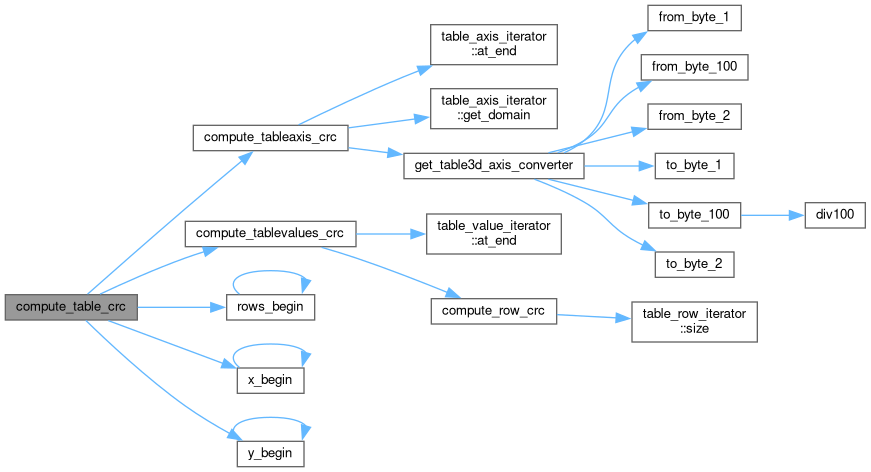 compute_table_crc
compute_tableaxis_crc
compute_tablevalues_crc
rows_begin
x_begin
y_begin
table_axis_iterator
::at_end
table_axis_iterator
::get_domain
get_table3d_axis_converter
table_value_iterator
::at_end
compute_row_crc
from_byte_1
from_byte_100
from_byte_2
to_byte_1
to_byte_100
to_byte_2
table_row_iterator
::size
div100